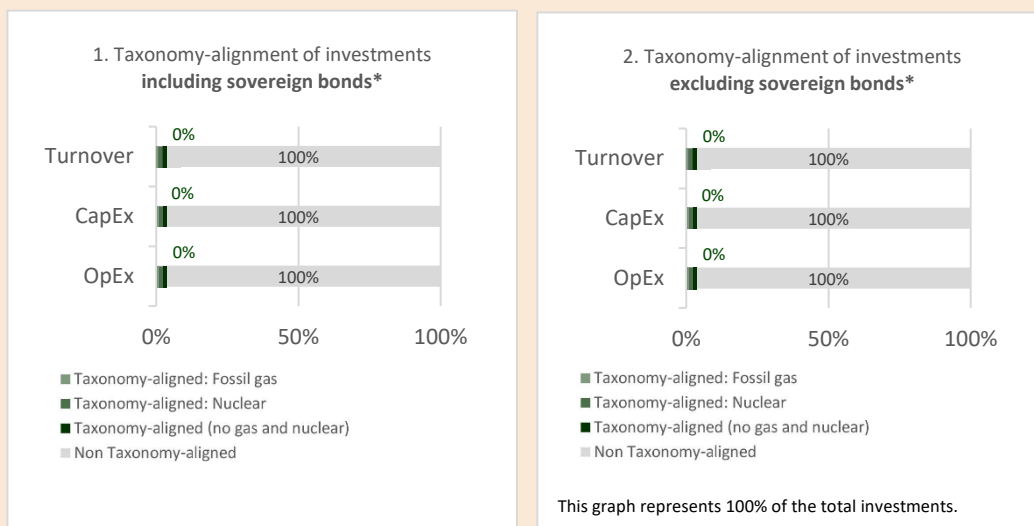 1. Taxonomy-alignment of investments
including sovereign bonds*
0%
Turnover
100%
0%
CapEx
100%
0%
OpEx
100%
0%
50%
100%
Taxonomy-aligned: Fossil gas
Taxonomy-aligned: Nuclear
Taxonomy-aligned (no gas and nuclear)
Non Taxonomy-aligned
2. Taxonomy-alignment of investments
excluding sovereign bonds*
0%
Turnover
100%
0%
CapEx
100%
0%
OpEx
100%
0%
50%
100%
Taxonomy-aligned: Fossil gas
Taxonomy-aligned: Nuclear
Taxonomy-aligned (no gas and nuclear)
Non Taxonomy-aligned
This graph represents 100% of the total investments.